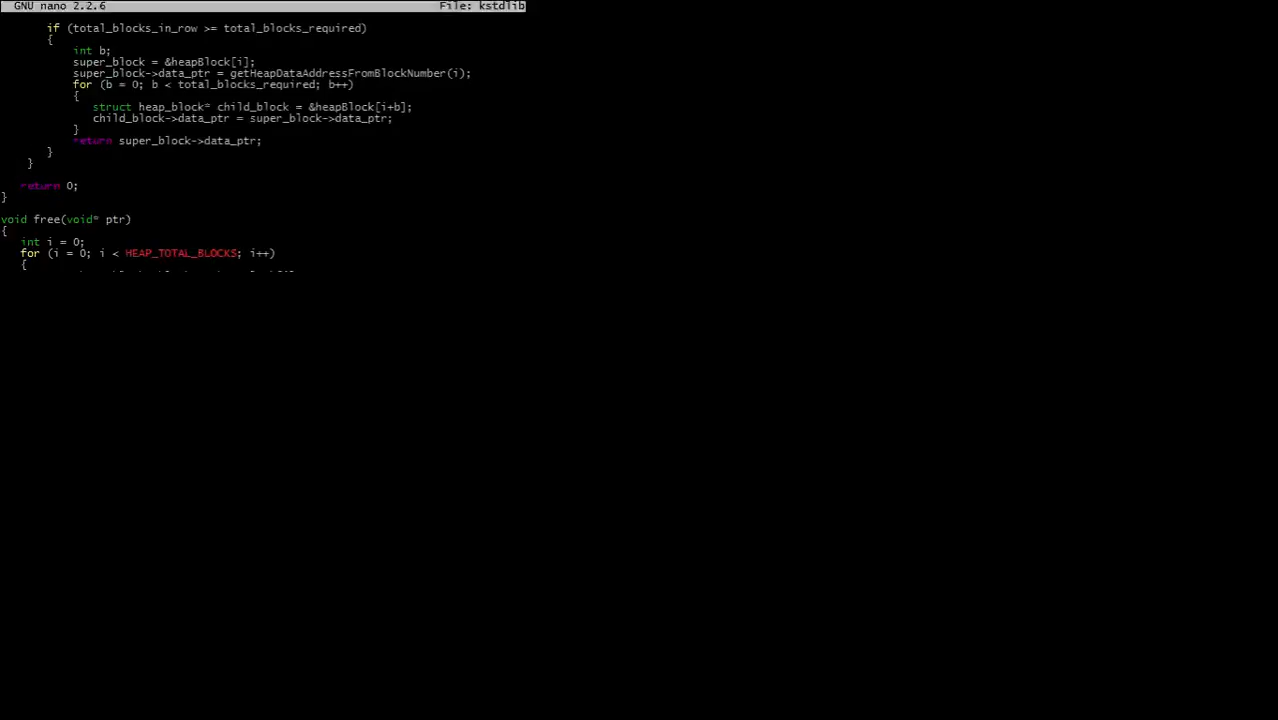 GNU nano 2.2.6 File: kstdlib
if (total_blocks_in_row >= total_blocks_required)
{
int b;
super_block = &heapBlock[i];
super_block->data_ptr = getHeapDataAddressFromBlockNumber(i);
for (b = 0; b < total_blocks_required; b++)
{
struct heap_block* child_block = &heapBlock[i+b];
child_block->data_ptr = super_block->data_ptr;
}
return super_block->data_ptr;
}
}
return 0;
}
void free(void* ptr)
{
int i = 0;
for (i = 0; i < HEAP_TOTAL_BLOCKS; i++)
{